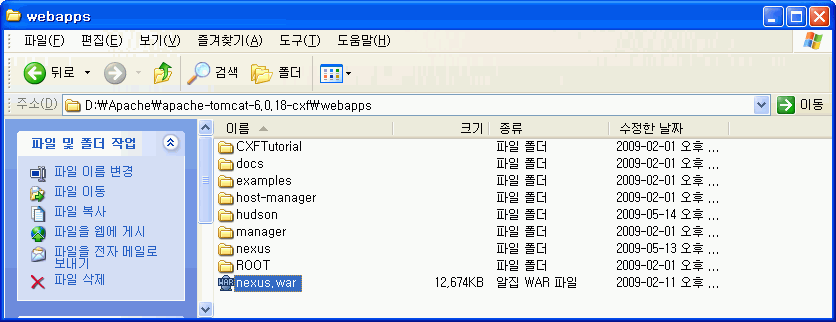 webapps
파일(F) 편집(E) 보기(V) 즐겨찾기(A) 도구(T) 도움말(H)
뒤로 검색 폴더
주소(D) D:₩Apache₩apache-tomcat-6,0,18-cxf₩webapps 이동
파일 및 폴더 작업
파일 이름 변경
파일 이동
파일 복사
파일을 웹에 게시
파일을 전자 메일로
보내기
파일 삭제
이름 크기 종류 수정한 날짜
CXFTutorial 파일 폴더 2009-02-01 오후 ...
docs 파일 폴더 2009-02-01 오후 ...
examples 파일 폴더 2009-02-01 오후 ...
host-manager 파일 폴더 2009-02-01 오후 ...
hudson 파일 폴더 2009-05-14 오후 ...
manager 파일 폴더 2009-02-01 오후 ...
nexus 파일 폴더 2009-05-13 오후 ...
ROOT 파일 폴더 2009-02-01 오후 ...
WAR nexus,war 12,674KB 알집 WAR 파일 2009-02-11 오후 ...